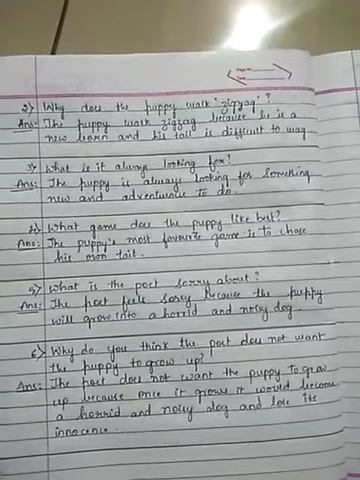 2) Why does the puppy walk 'zigzag'?
Ans: The puppy walk zigzag because he is a
new born and his tail is difficult to wag
3) What is it always looking for?
Ans: The puppy is always looking for something
new and adventurous to do.
4) What game does the puppy like best?
Ans: The puppy's most favourite game is to chase
his own tail.
5) What is the poet sorry about?
Ans: The poet feels sorry because the puppy
will grow into a horrid and noisy dog.
6) Why do you think the poet does not want
the puppy to grow up?
Ans: The poet does not want the puppy to grow
up because once it grows it would become
a horrid and noisy dog and lose its
innocence.